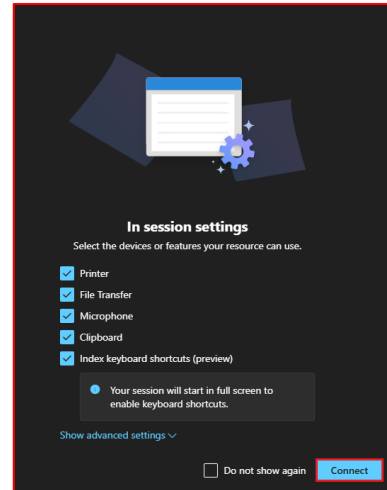 In session settings
Select the devices or features your resource can use.
Printer
File Transfer
Microphone
Clipboard
Index keyboard shortcuts (preview)
Your session will start in full screen to
enable keyboard shortcuts.
Show advanced settings
Do not show again
Connect